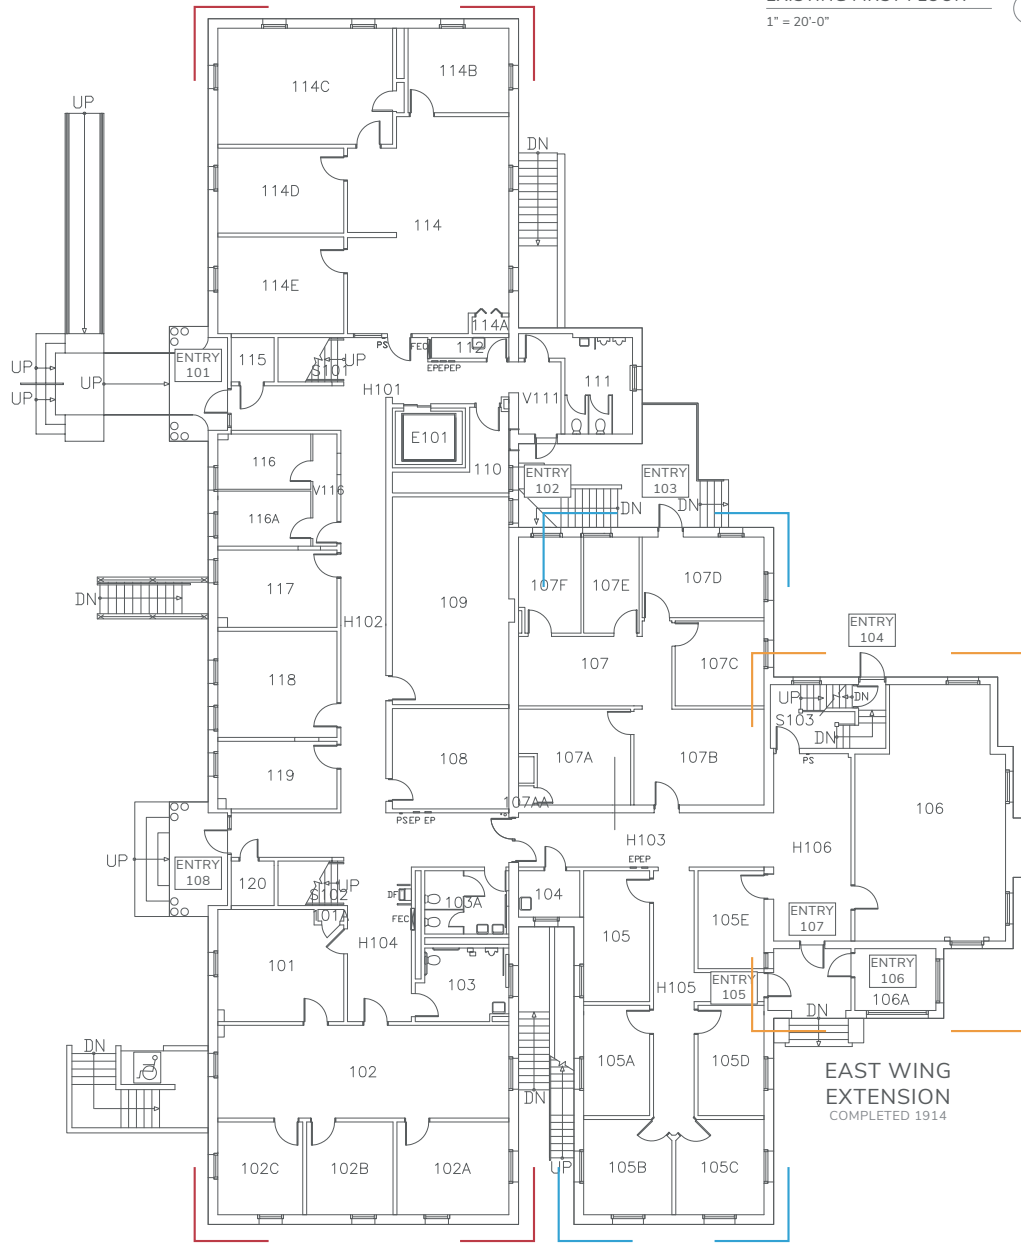 1" = 20'-0"
114C
114B
UP
DN
114D
114
114E
114A
PS
FEC
112
EPEPEP
ENTRY
101
115
S101
UP
UP
UP
UP
H101
111
V111
E101
110
116
V116
116A
ENTRY
102
ENTRY
103
DN
DN
117
DN
H102
109
107F
107E
107D
107
107C
ENTRY
104
118
UP
DN
S103
DN
119
108
107A
107B
PS
106
107AA
PSEP EP
H103
EPEP
H106
UP
ENTRY
108
120
S102
UP
DF
FEC
101A
103A
104
H104
101
103
105
105E
ENTRY
107
H105
ENTRY
105
ENTRY
106
106A
DN
DN
102
105A
105D
DN
EAST WING
EXTENSION
COMPLETED 1914
102C
102B
102A
UP
105B
105C